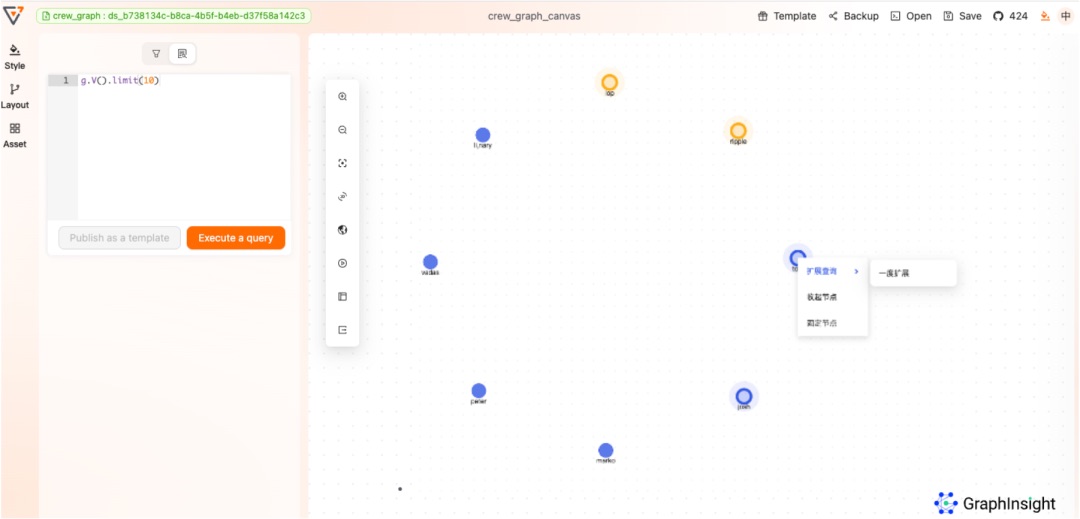 crew_graph : ds_b738134c-b8ca-4b5f-b4eb-d37f58a142c3
crew_graph_canvas
Template
Backup
Open
Save
424
中
Style
Layout
Asset
1 g.V().limit(10)
Publish as a template
Execute a query
lop
ripple
li,nary
vadas
扩展查询
一度扩展
收起节点
固定节点
peter
josh
marko
GraphInsight